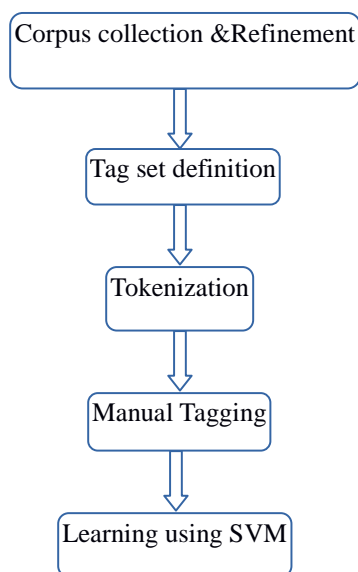 Corpus collection &Refinement
Tag set definition
Tokenization
Manual Tagging
Learning using SVM